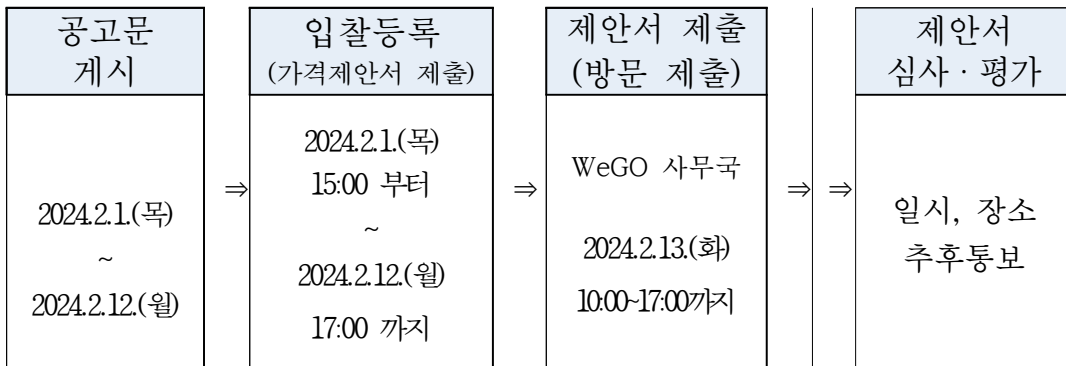 공고문
게시
2024.2.1.(목)
~
2024.2.12.(월)
⇒
입찰등록
(가격제안서 제출)
2024.2.1.(목)
15:00 부터
~
2024.2.12.(월)
17:00 까지
⇒
제안서 제출
(방문 제출)
WeGO 사무국
2024.2.13.(화)
10:00~17:00까지
⇒
⇒
제안서
심사 · 평가
일시, 장소
추후통보